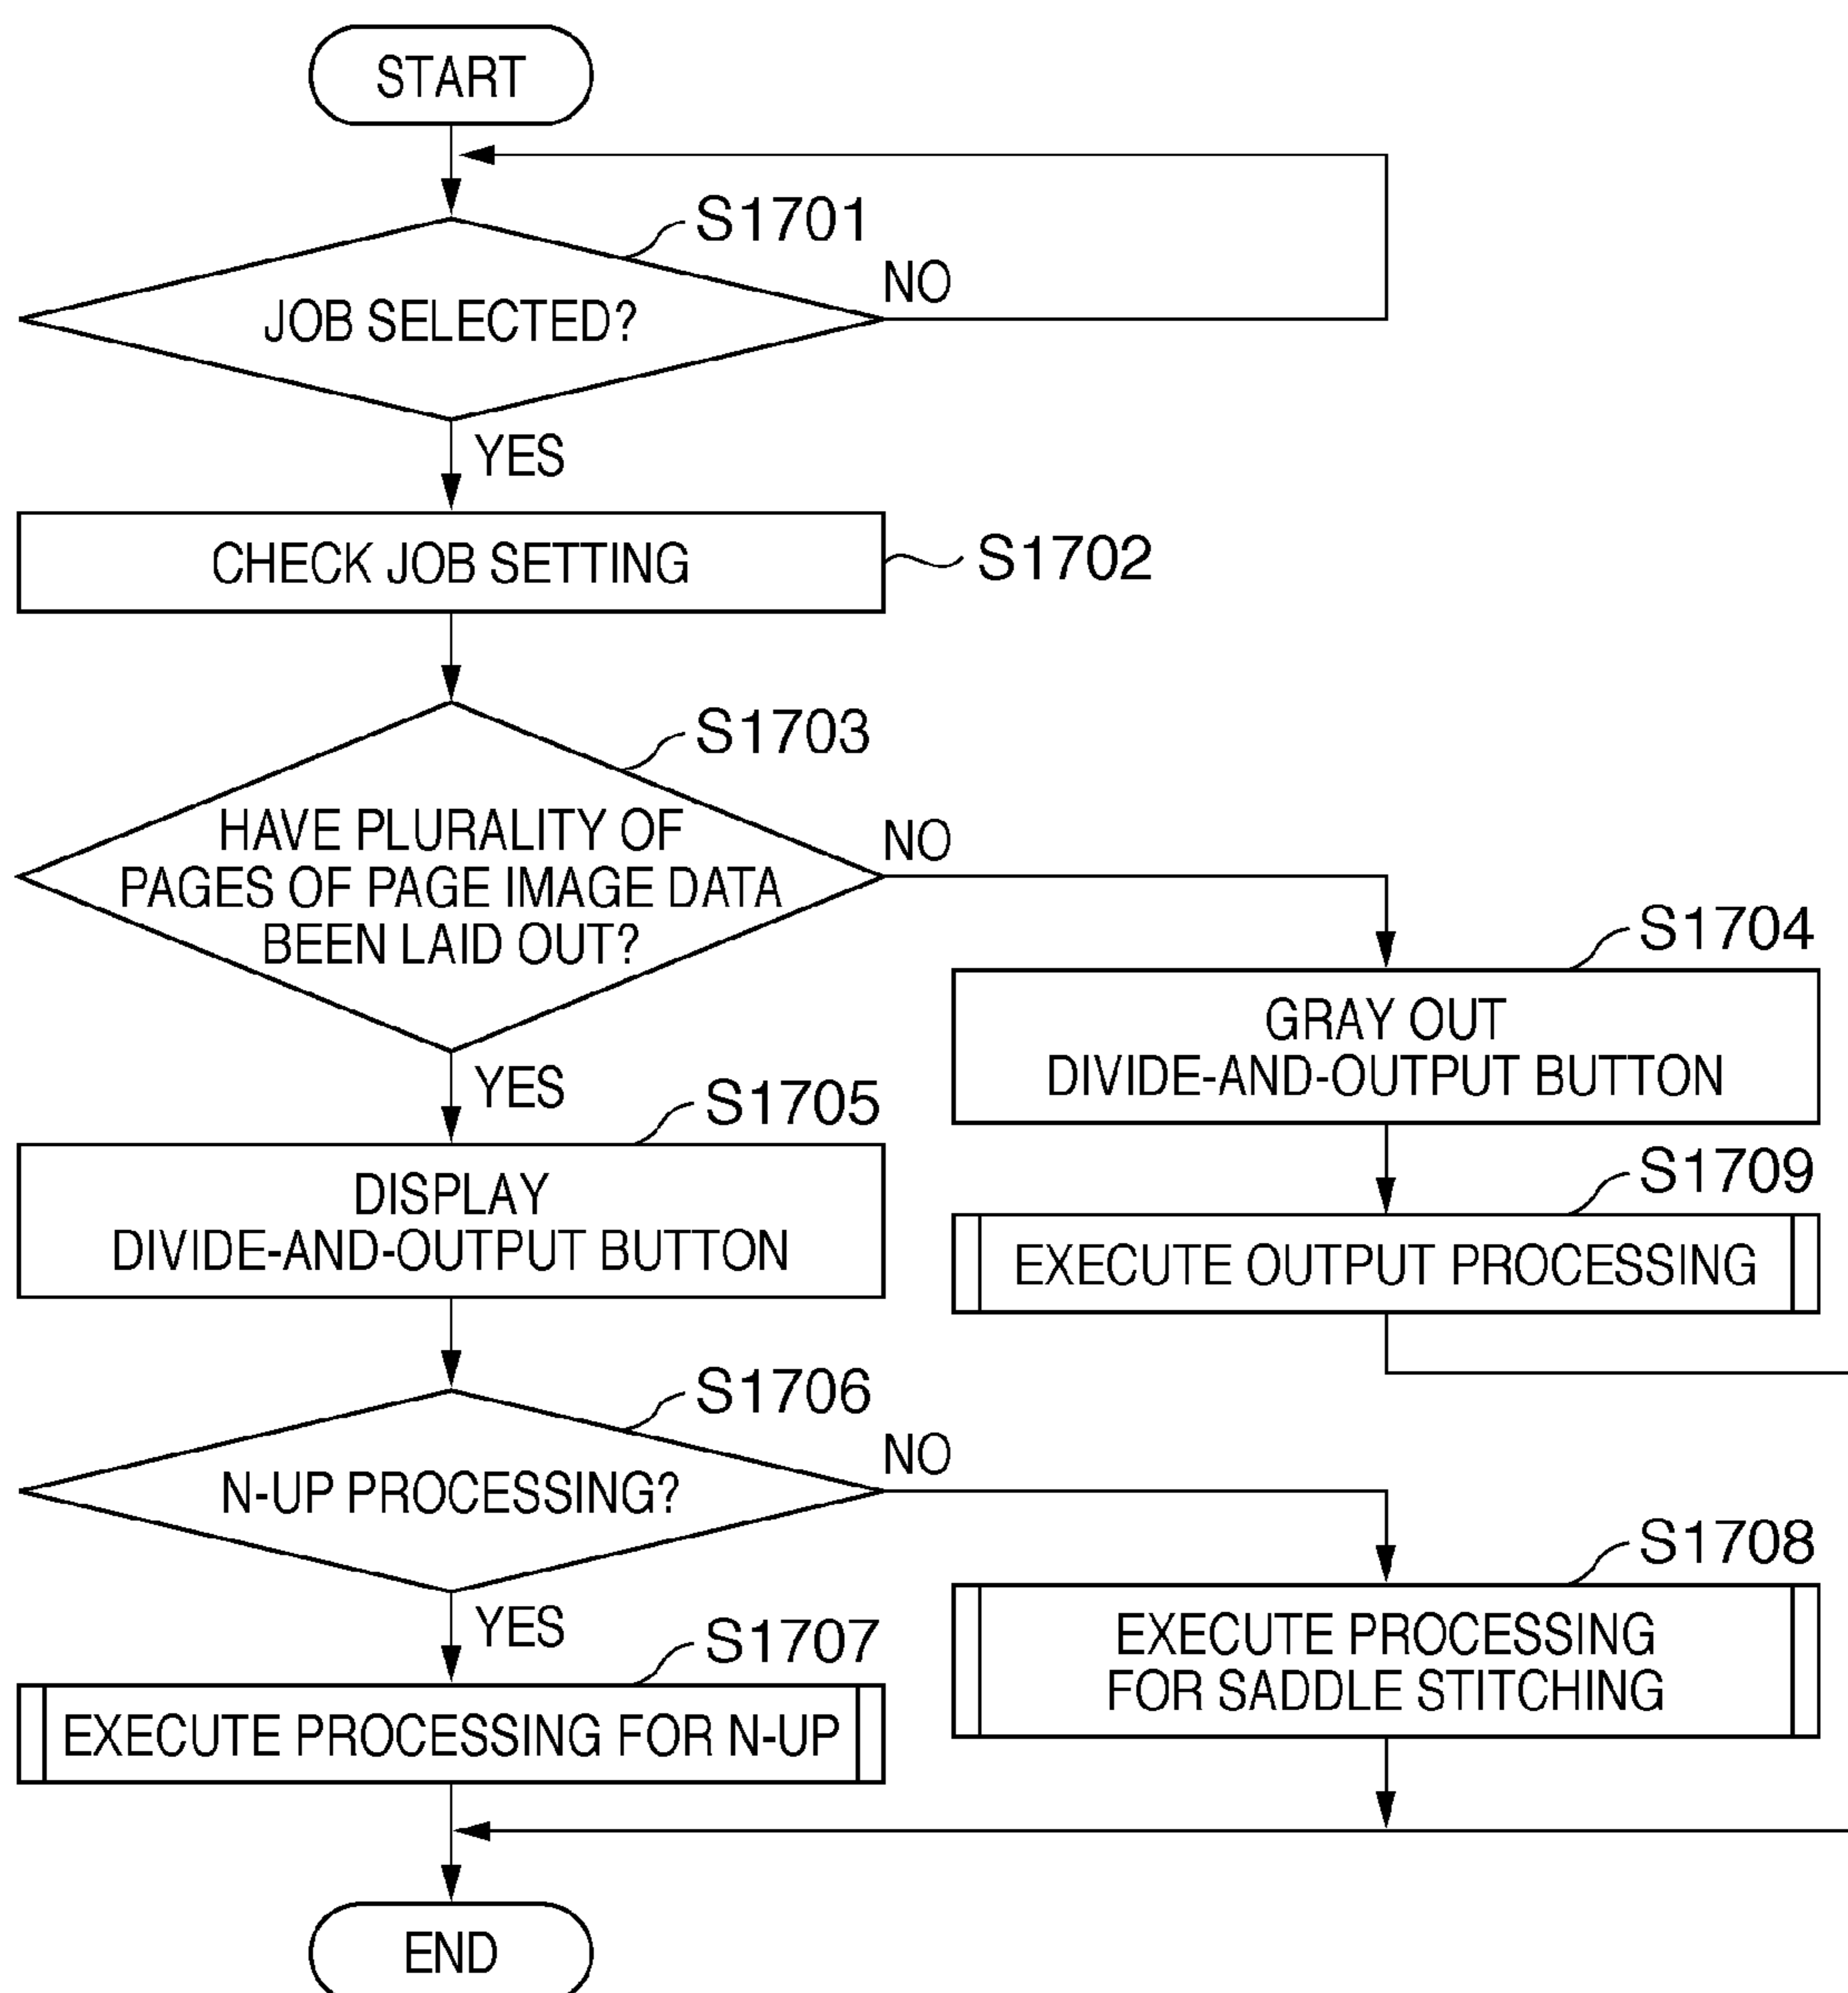 START
S1701
NO
JOB SELECTED?
YES
CHECK JOB SETTING
S1702
S1703
HAVE PLURALITY OF
PAGES OF PAGE IMAGE DATA
BEEN LAID OUT?
NO
S1704
GRAY OUT
DIVIDE-AND-OUTPUT BUTTON
YES
S1705
DISPLAY
DIVIDE-AND-OUTPUT BUTTON
S1709
EXECUTE OUTPUT PROCESSING
S1706
NO
N-UP PROCESSING?
S1708
EXECUTE PROCESSING
FOR SADDLE STITCHING
YES
S1707
EXECUTE PROCESSING FOR N-UP
END